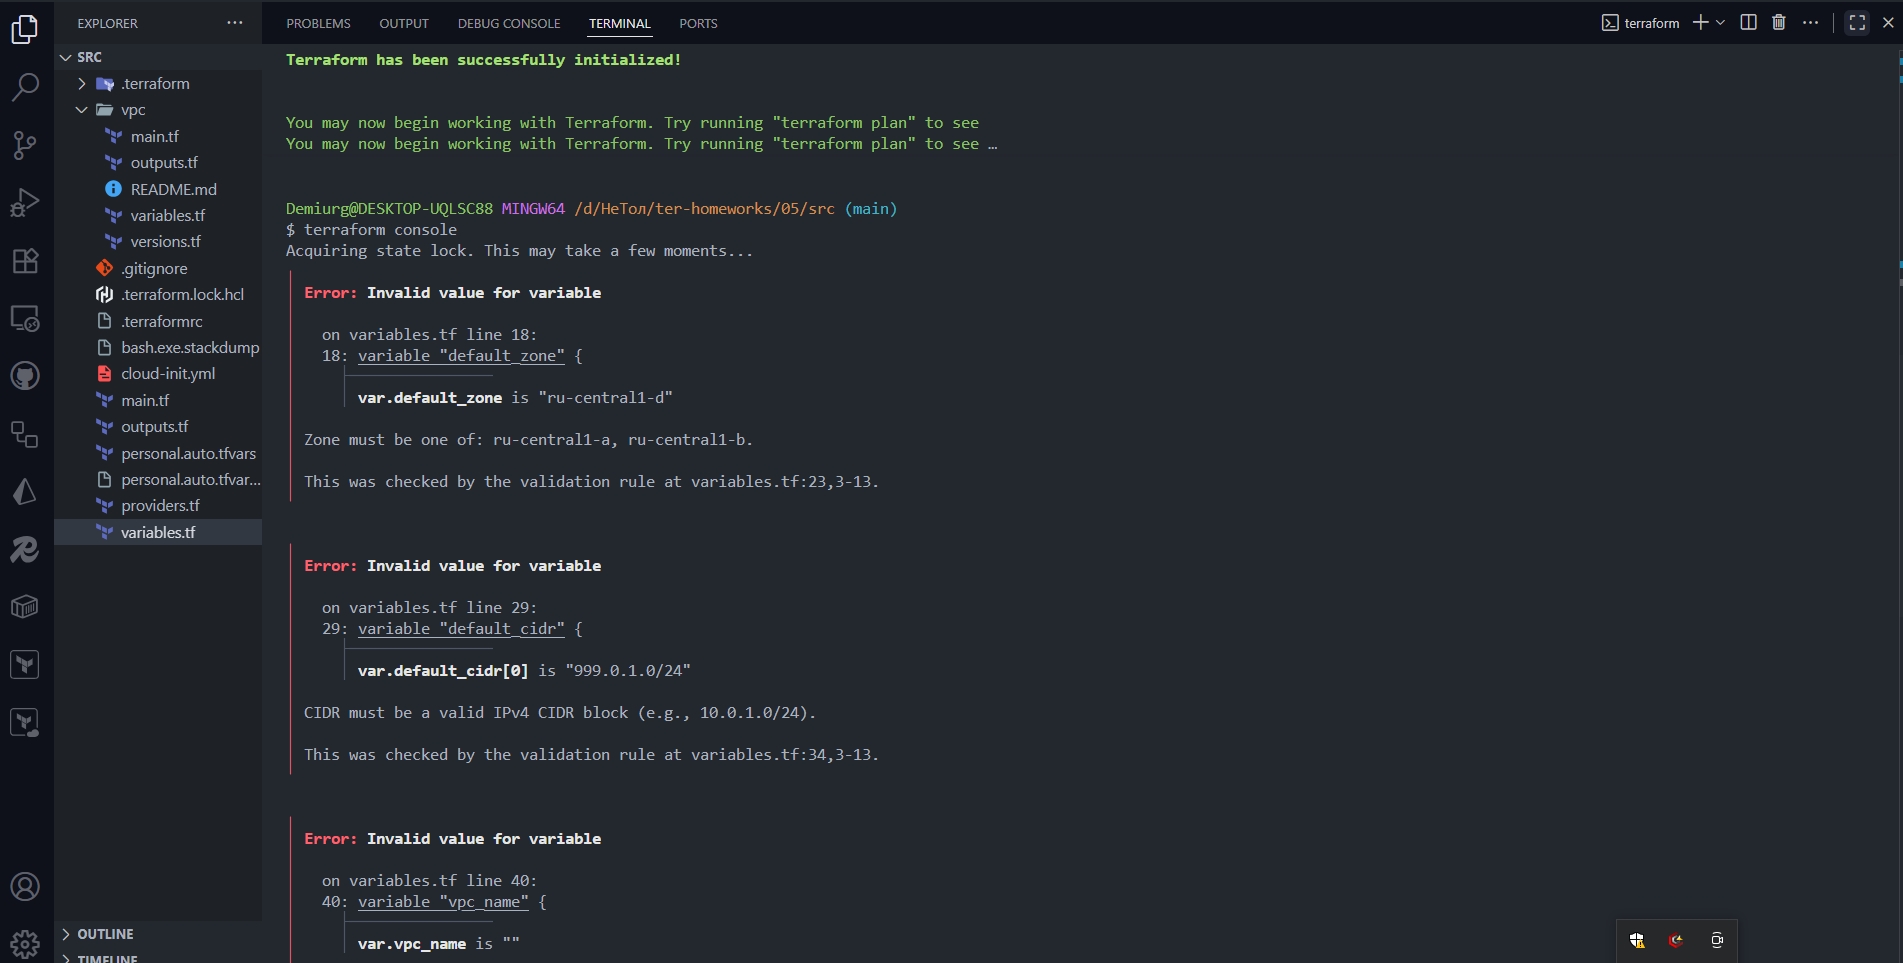 EXPLORER
PROBLEMS OUTPUT DEBUG CONSOLE TERMINAL PORTS
terraform
SRC
.terraform
vpc
main.tf
outputs.tf
README.md
variables.tf
versions.tf
.gitignore
.terraform.lock.hcl
.terraformrc
bash.exe.stackdump
cloud-init.yml
main.tf
outputs.tf
personal.auto.tfvars
personal.auto.tfvar...
providers.tf
variables.tf
OUTLINE
TIMELINE
Terraform has been successfully initialized!
You may now begin working with Terraform. Try running "terraform plan" to see
You may now begin working with Terraform. Try running "terraform plan" to see …
Demiurg@DESKTOP-UQLSC88 MINGW64 /d/НеТол/ter-homeworks/05/src (main)
$ terraform console
Acquiring state lock. This may take a few moments...
Error: Invalid value for variable
on variables.tf line 18:
18: variable "default_zone" {
var.default_zone is "ru-central1-d"
Zone must be one of: ru-central1-a, ru-central1-b.
This was checked by the validation rule at variables.tf:23,3-13.
Error: Invalid value for variable
on variables.tf line 29:
29: variable "default_cidr" {
var.default_cidr[0] is "999.0.1.0/24"
CIDR must be a valid IPv4 CIDR block (e.g., 10.0.1.0/24).
This was checked by the validation rule at variables.tf:34,3-13.
Error: Invalid value for variable
on variables.tf line 40:
40: variable "vpc_name" {
var.vpc_name is ""